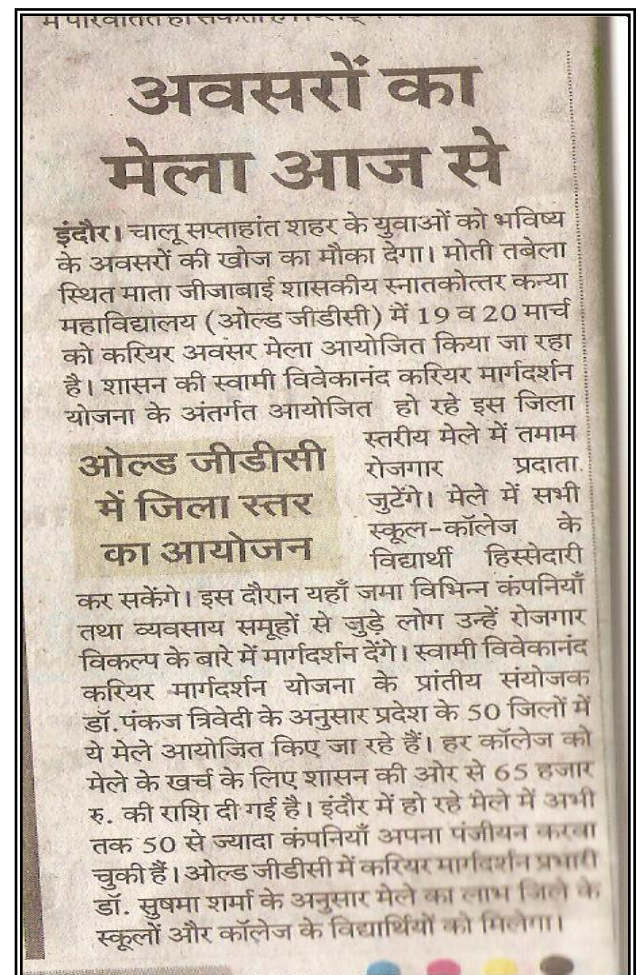 अवसरों का
मेला आज से
इंदौर। चालू सप्ताहांत शहर के युवाओं को भविष्य
के अवसरों की खोज का मौका देगा। मोती तबेला
स्थित माता जीजाबाई शासकीय स्नातकोत्तर कन्या
महाविद्यालय (ओल्ड जीडीसी) में 19 व 20 मार्च
को करियर अवसर मेला आयोजित किया जा रहा
है। शासन की स्वामी विवेकानंद करियर मार्गदर्शन
योजना के अंतर्गत आयोजित हो रहे इस जिला
स्तरीय मेले में तमाम
रोजगार प्रदाता
जुटेंगे। मेले में सभी
स्कूल-कॉलेज के
विद्यार्थी हिस्सेदारी
ओल्ड जीडीसी
में जिला स्तर
का आयोजन
कर सकेंगे। इस दौरान यहाँ जमा विभिन्न कंपनियाँ
तथा व्यवसाय समूहों से जुड़े लोग उन्हें रोजगार
विकल्प के बारे में मार्गदर्शन देंगे। स्वामी विवेकानंद
करियर मार्गदर्शन योजना के प्रांतीय संयोजक
डॉ.पंकज त्रिवेदी के अनुसार प्रदेश के 50 जिलों में
ये मेले आयोजित किए जा रहे हैं। हर कॉलेज को
मेले के खर्च के लिए शासन की ओर से 65 हजार
रु. की राशि दी गई है। इंदौर में हो रहे मेले में अभी
तक 50 से ज्यादा कंपनियाँ अपना पंजीयन करवा
चुकी हैं। ओल्ड जीडीसी में करियर मार्गदर्शन प्रभारी
डॉ. सुषमा शर्मा के अनुसार मेले का लाभ जिले के
स्कूलों और कॉलेज के विद्यार्थियों को मिलेगा।